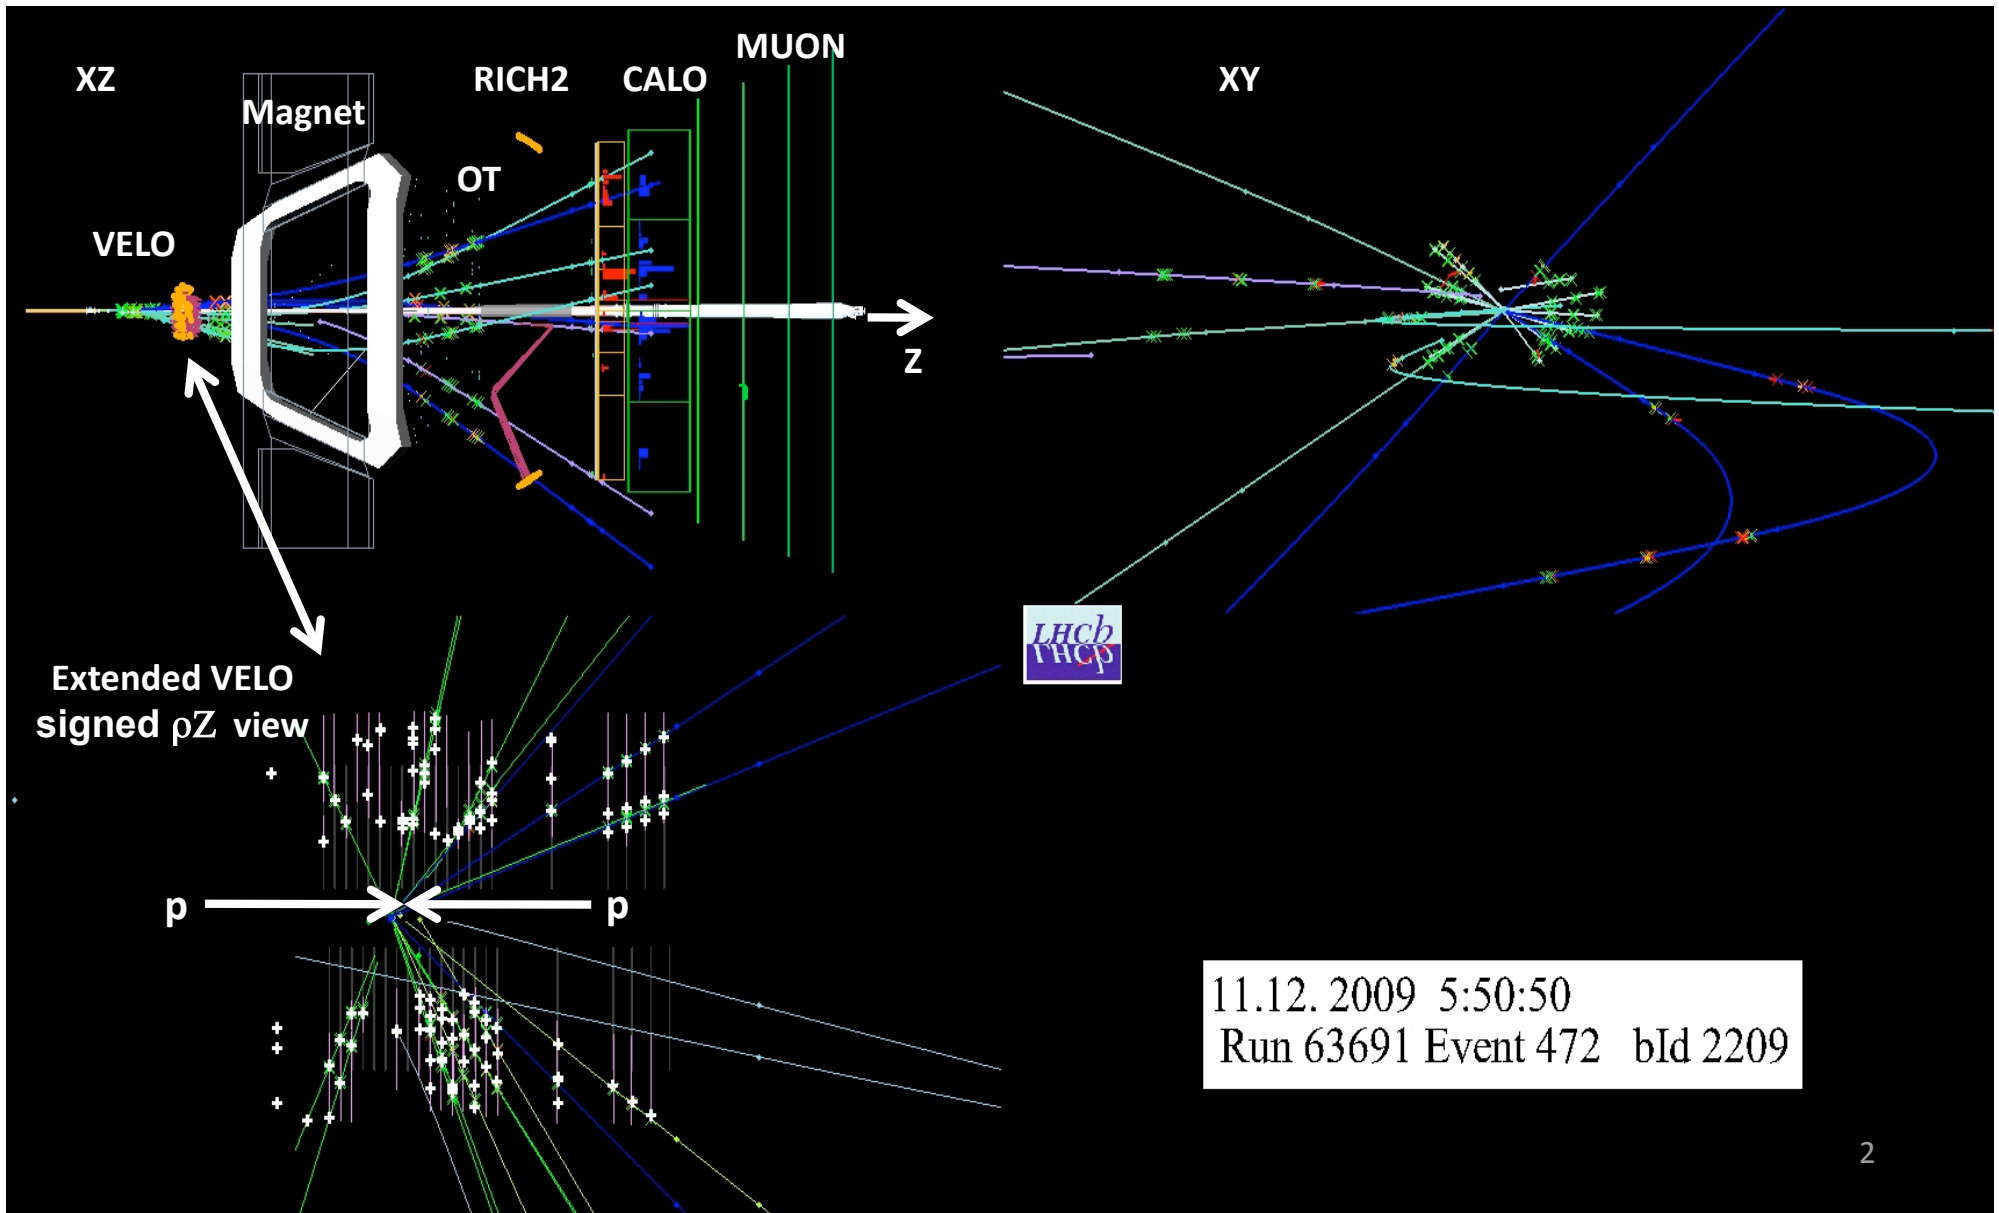 XZ
Magnet
VELO
OT
RICH2
CALO
MUON
Z
XY
LHCb
LHCb
Extended VELO
signed ρZ view
p
p
11.12. 2009 5:50:50
Run 63691 Event 472 bId 2209
2